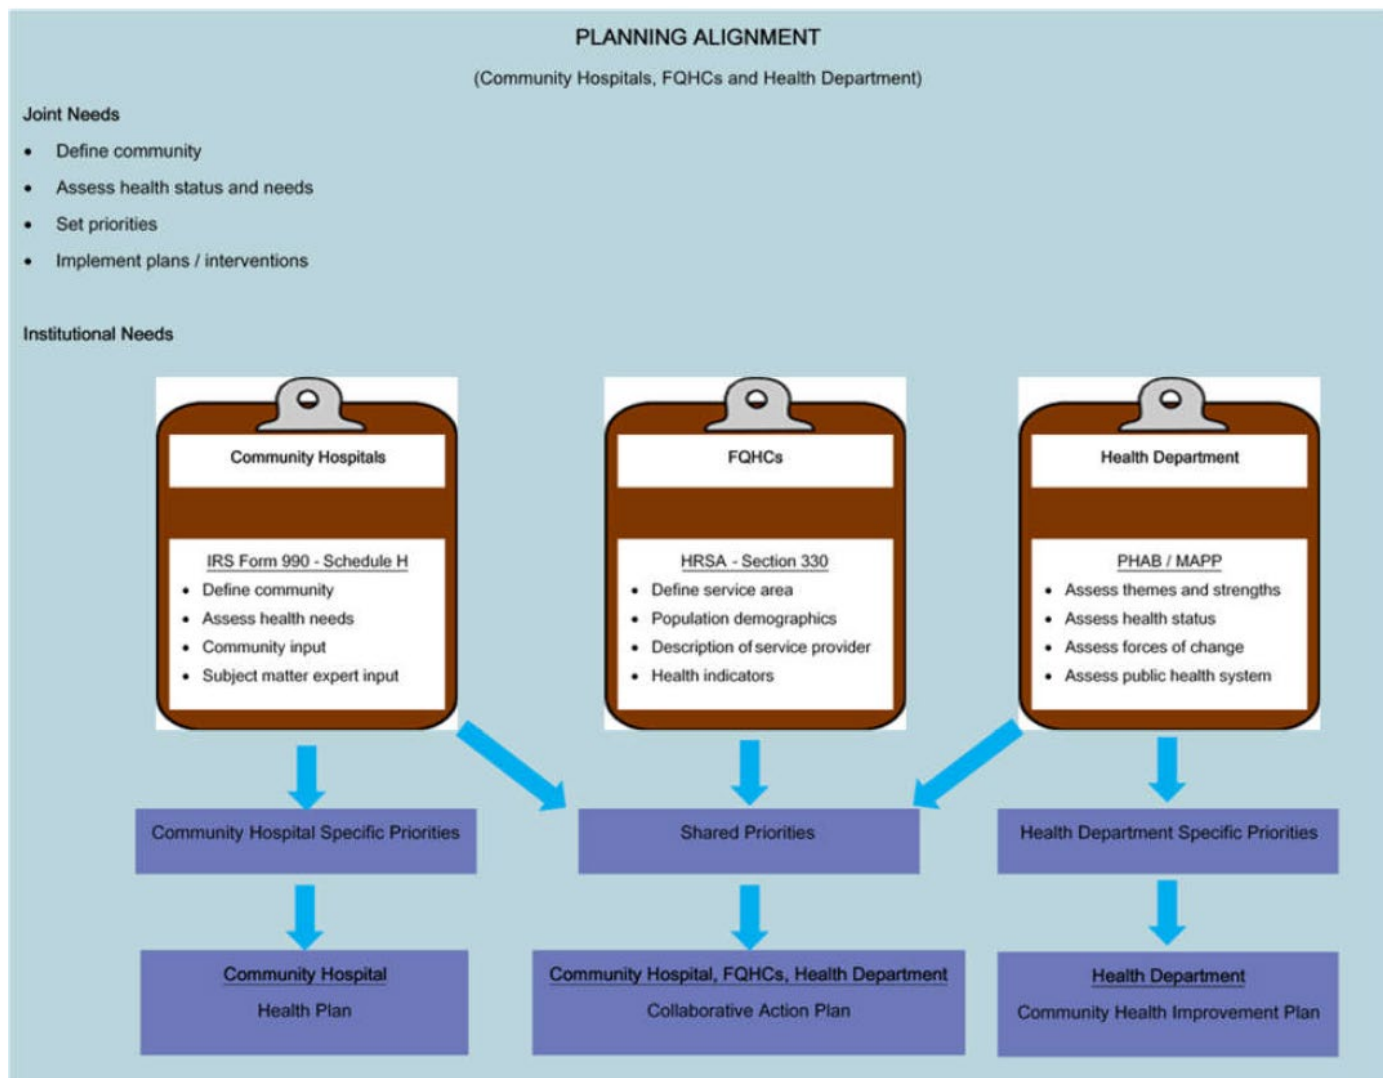 PLANNING ALIGNMENT
(Community Hospitals, FQHCs and Health Department)
Joint Needs
• Define community
• Assess health status and needs
• Set priorities
• Implement plans / interventions
Institutional Needs
Community Hospitals
IRS Form 990 - Schedule H
• Define community
• Assess health needs
• Community input
• Subject matter expert input
FQHCs
HRSA - Section 330
• Define service area
• Population demographics
• Description of service provider
• Health indicators
Health Department
PHAB / MAPP
• Assess themes and strengths
• Assess health status
• Assess forces of change
• Assess public health system
Community Hospital Specific Priorities
Shared Priorities
Health Department Specific Priorities
Community Hospital
Health Plan
Community Hospital, FQHCs, Health Department
Collaborative Action Plan
Health Department
Community Health Improvement Plan